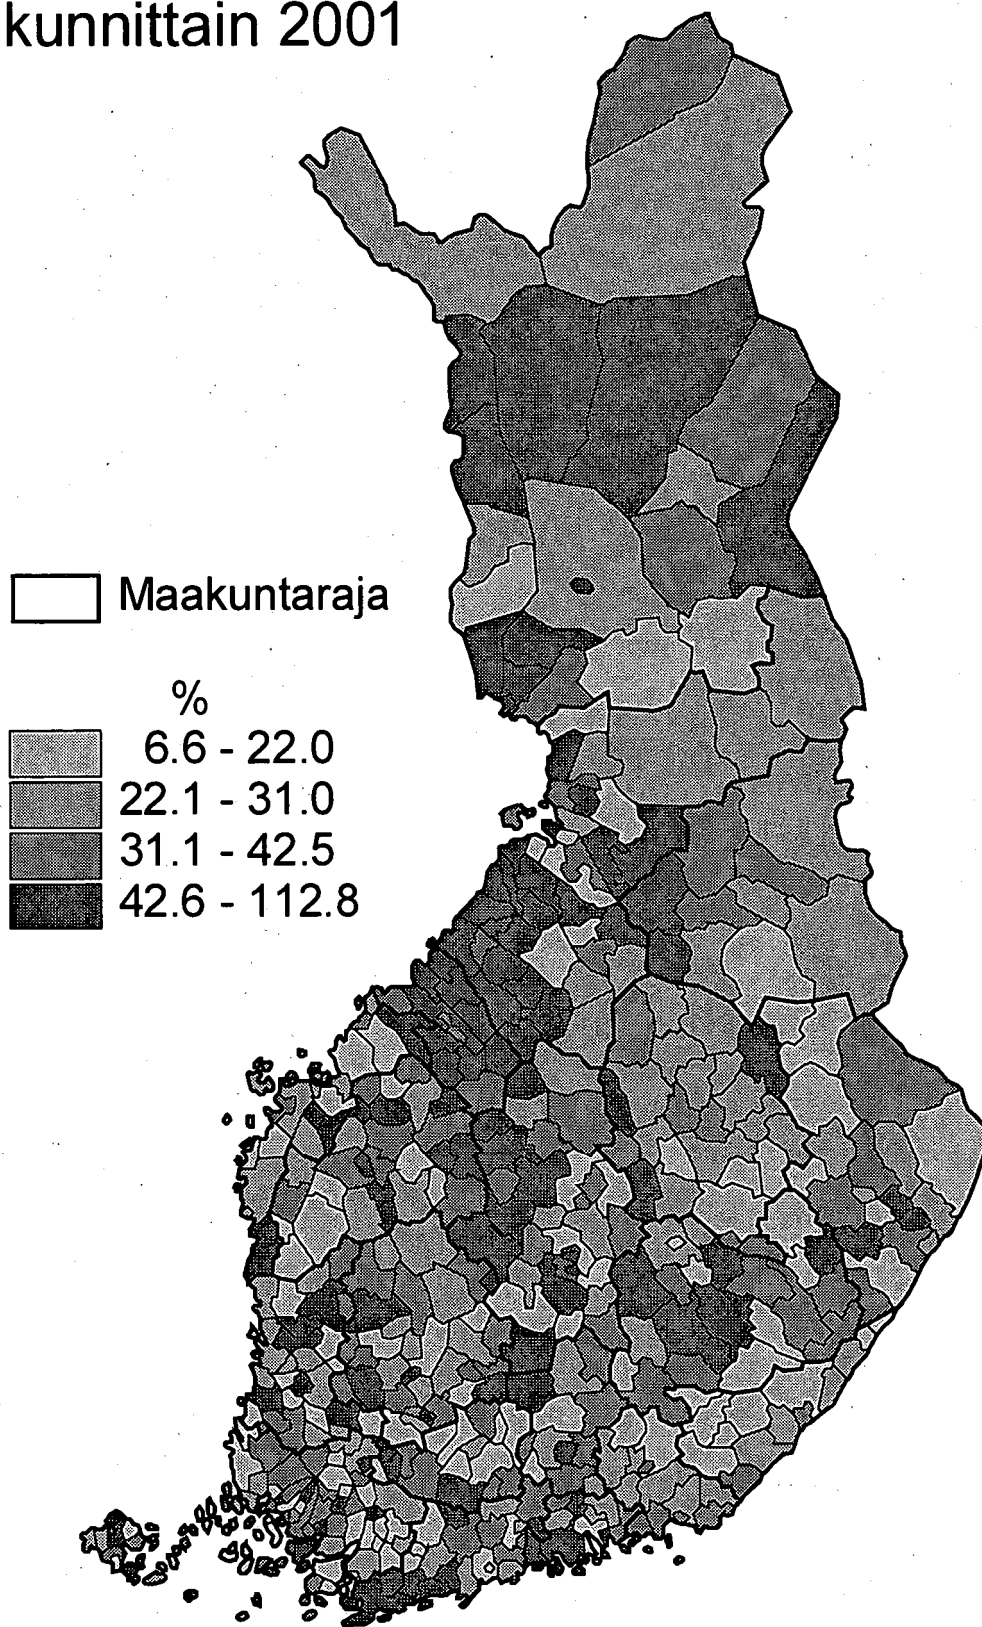 kunnittain 2001
Maakuntaraja
%
6.6 - 22.0
22.1 - 31.0
31.1 - 42.5
42.6 - 112.8